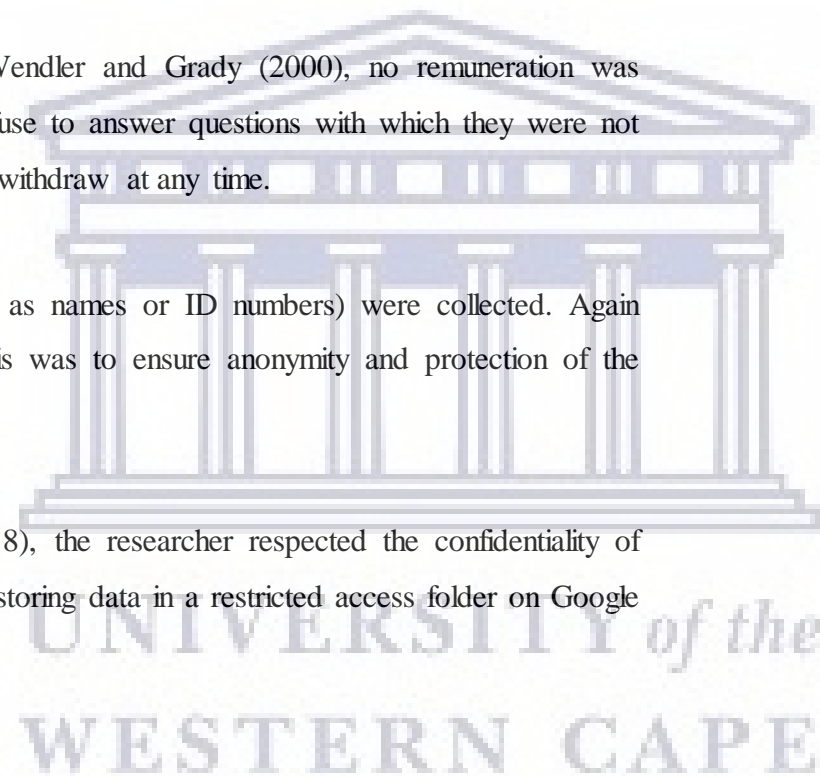 Wendler and Grady (2000), no remuneration was
use to answer questions with which they were not
withdraw at any time.
as names or ID numbers) were collected. Again
is was to ensure anonymity and protection of the
8), the researcher respected the confidentiality of
storing data in a restricted access folder on Google
UNIVERSITY of the
WESTERN CAPE